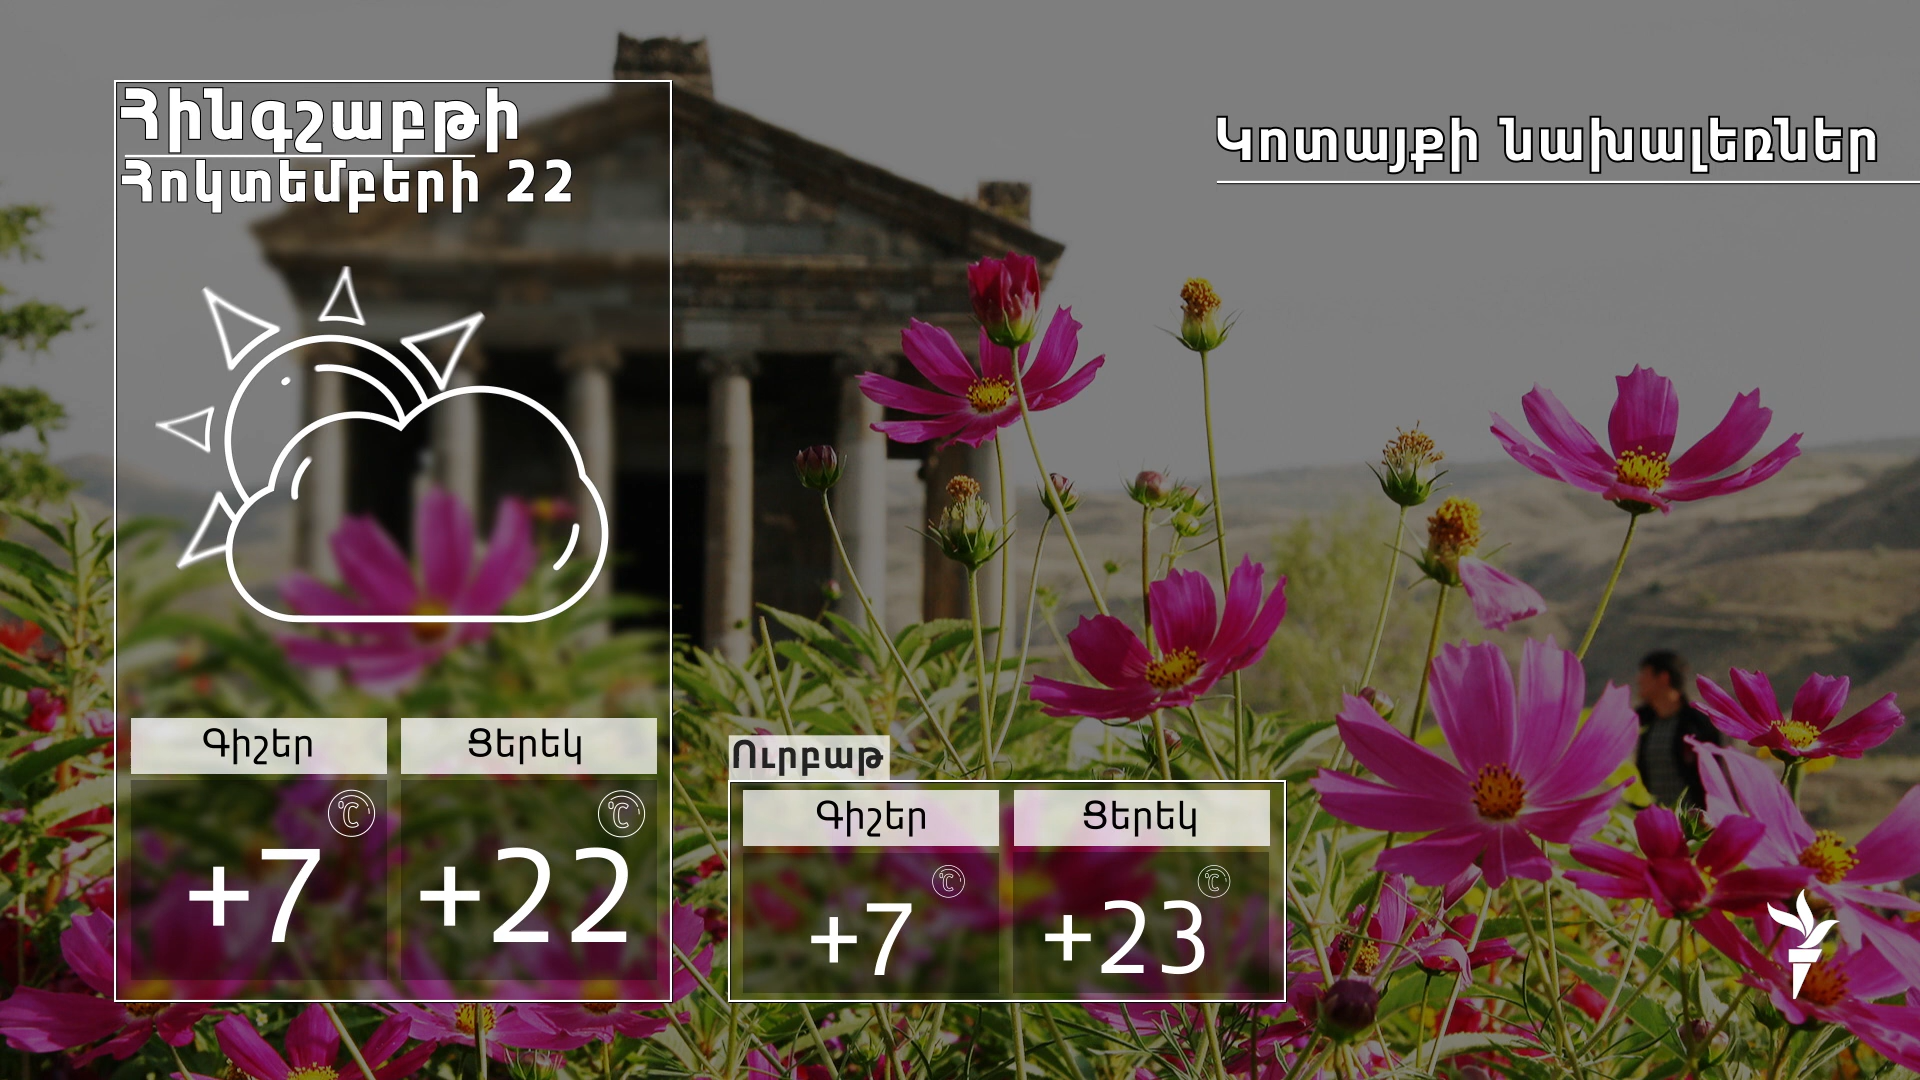 Հինգշաբթի
Հոկտեմբերի 22
Կոտայքի նախալեռներ
Գիշեր Ցերեկ
°C °C
+7 +22
Ուրբաթ
Գիշեր Ցերեկ
°C °C
+7 +23